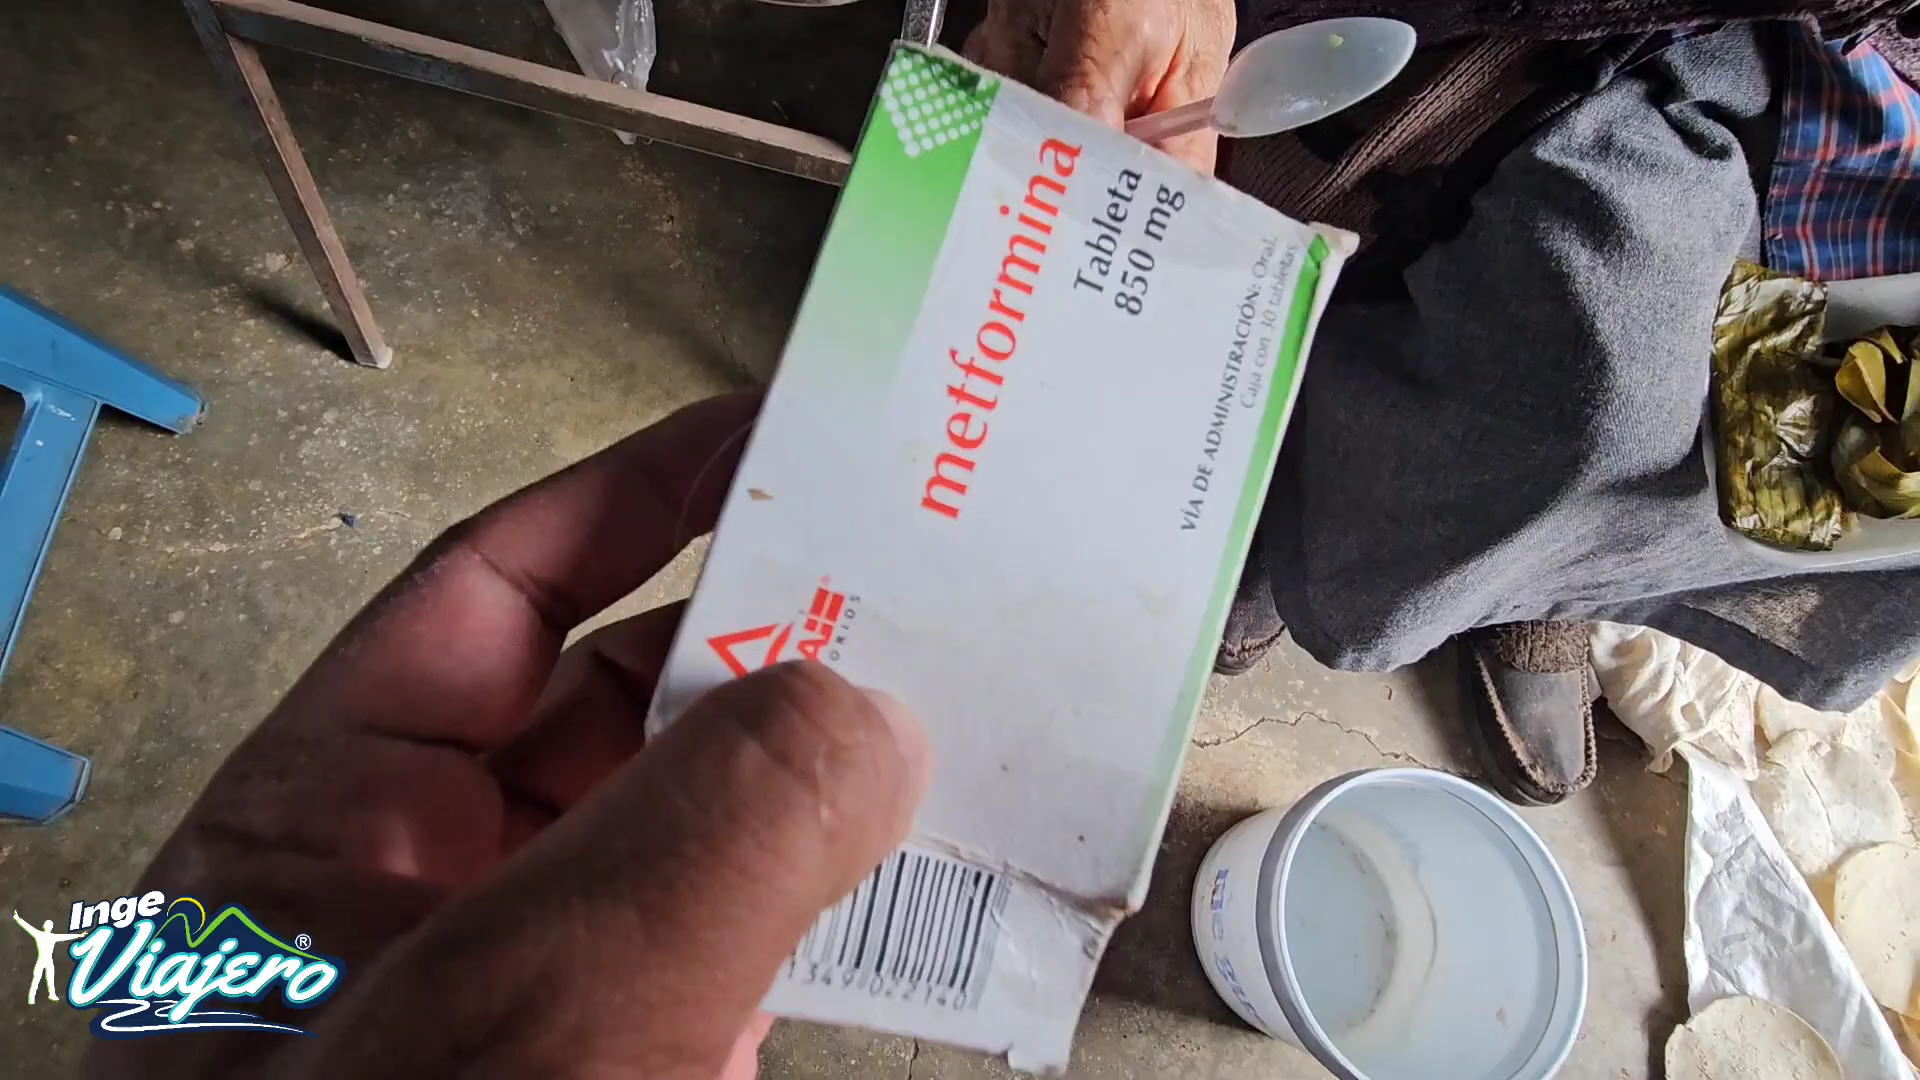 metformina
Tableta
850 mg
VÍA DE ADMINISTRACIÓN: Oral.
Caja con 30 tabletas.
Inge
Viajero®